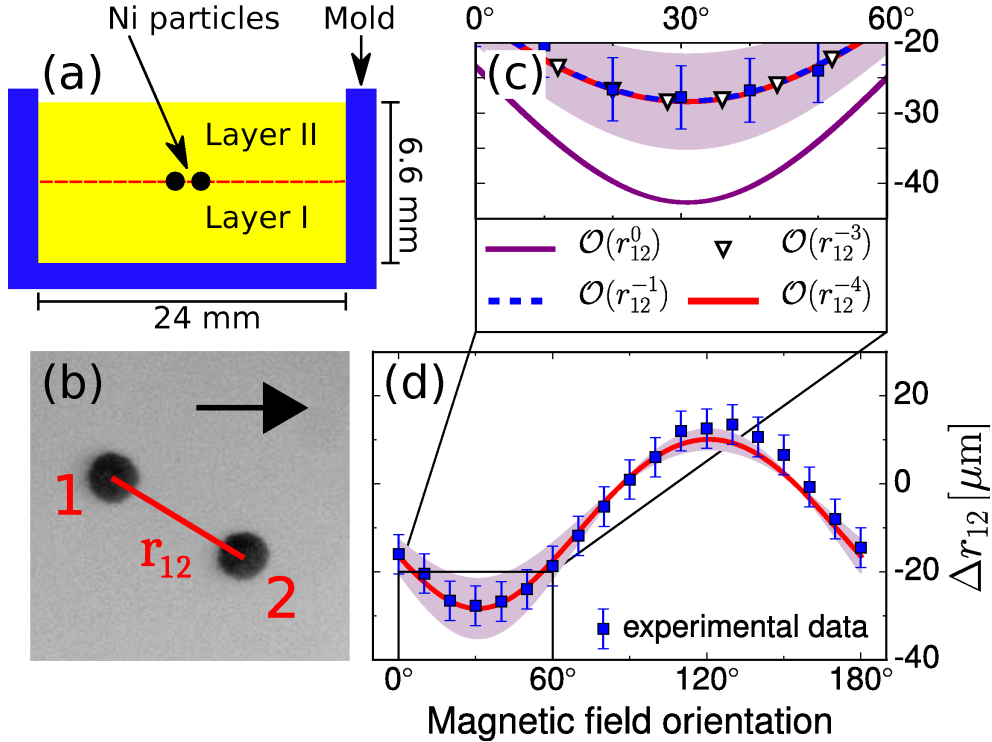 Ni particles
Mold
(a)
Layer II
Layer I
6.6 mm
24 mm
0° 30° 60°
(c)
-20
-30
-40
𝒪(r₁₂⁰) 𝒪(r₁₂⁻³)
𝒪(r₁₂⁻¹) 𝒪(r₁₂⁻⁴)
(b)
1
r₁₂
2
(d)
20
0
-20
-40
Δr₁₂ [μm]
experimental data
0° 60° 120° 180°
Magnetic field orientation